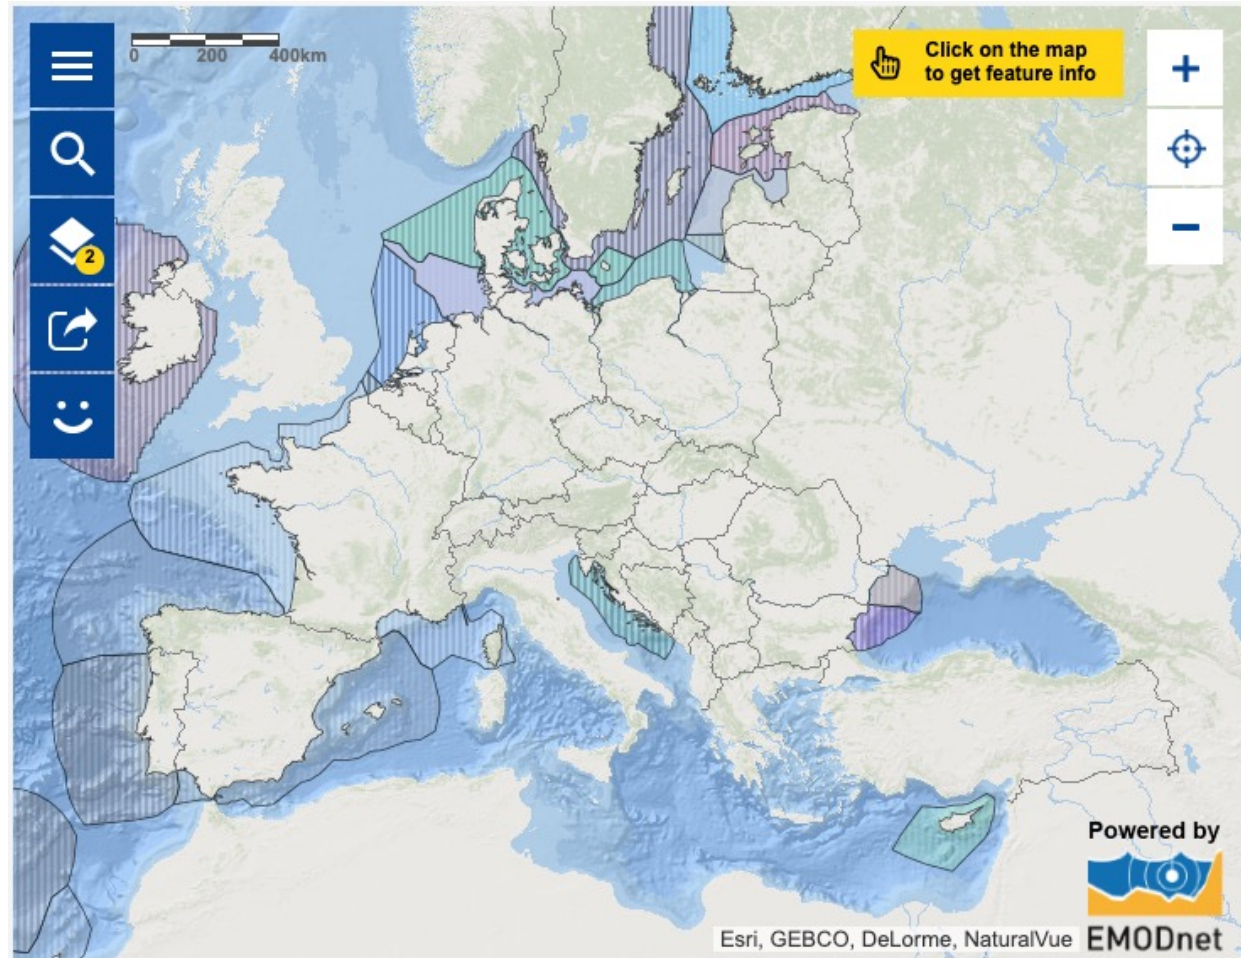 0 200 400km
Click on the map
to get feature info
2
Powered by
Esri, GEBCO, DeLorme, NaturalVue
EMODnet